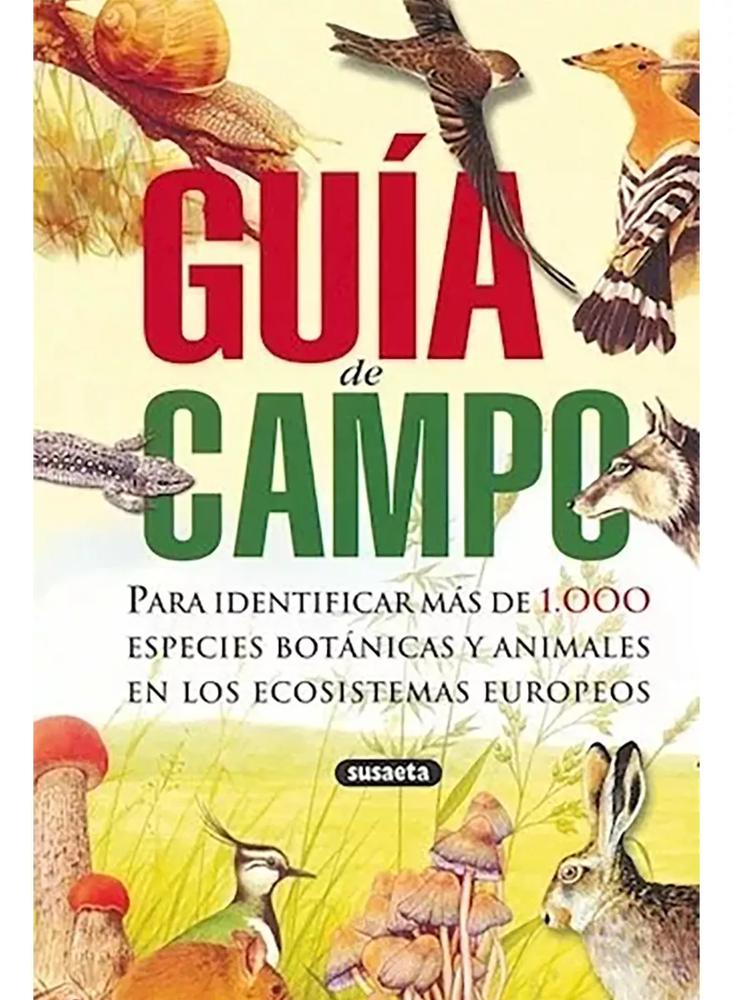 GUÍA
de
CAMPO
PARA IDENTIFICAR MÁS DE 1.000
ESPECIES BOTÁNICAS Y ANIMALES
EN LOS ECOSISTEMAS EUROPEOS
susaeta